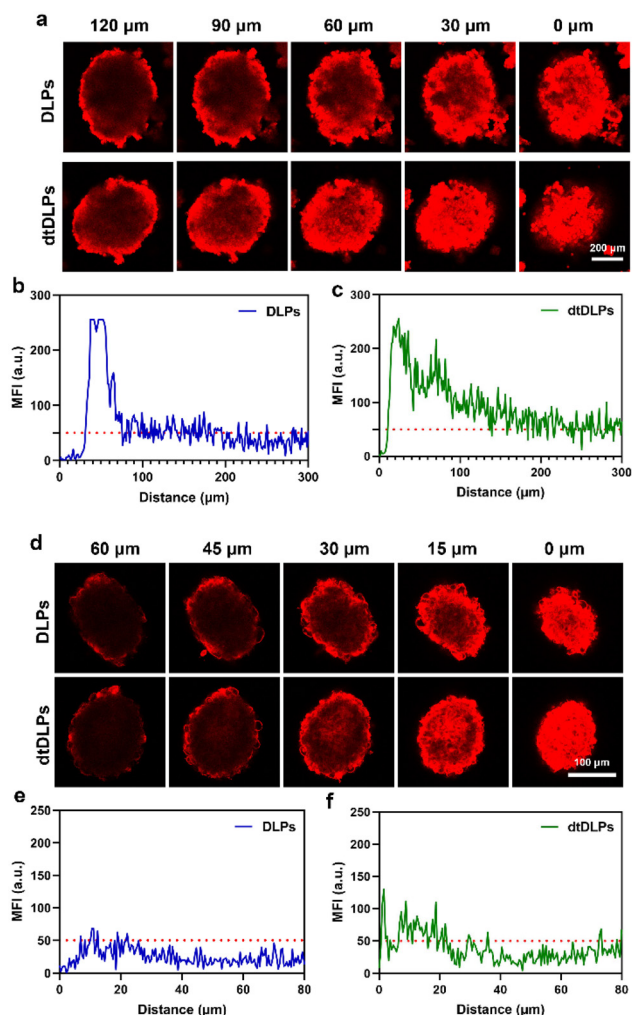 a
120 μm 90 μm 60 μm 30 μm 0 μm
DLPs
dtDLPs
200 μm
b
DLPs
MFI (a.u.)
300
200
100
0
0 100 200 300
Distance (μm)
c
dtDLPs
MFI (a.u.)
300
200
100
0
0 100 200 300
Distance (μm)
d
60 μm 45 μm 30 μm 15 μm 0 μm
DLPs
dtDLPs
100 μm
e
DLPs
MFI (a.u.)
250
200
150
100
50
0
0 20 40 60 80
Distance (μm)
f
dtDLPs
MFI (a.u.)
250
200
150
100
50
0
0 20 40 60 80
Distance (μm)